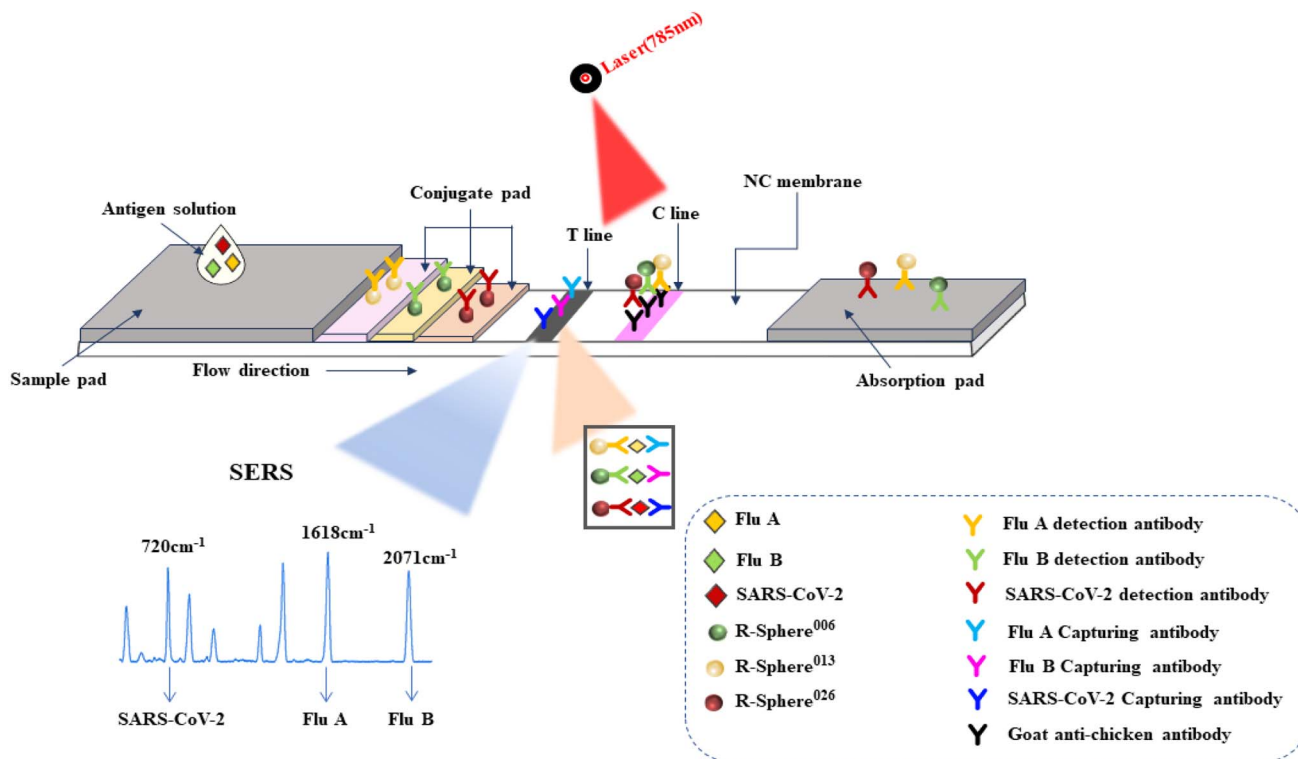 Laser(785nm)
NC membrane
Conjugate pad
Antigen solution
C line
T line
Sample pad
Flow direction
Absorption pad
SERS
720cm⁻¹
1618cm⁻¹
2071cm⁻¹
SARS-CoV-2
Flu A
Flu B
Flu A
Flu B
SARS-CoV-2
R-Sphere⁰⁰⁶
R-Sphere⁰¹³
R-Sphere⁰²⁶
Flu A detection antibody
Flu B detection antibody
SARS-CoV-2 detection antibody
Flu A Capturing antibody
Flu B Capturing antibody
SARS-CoV-2 Capturing antibody
Goat anti-chicken antibody